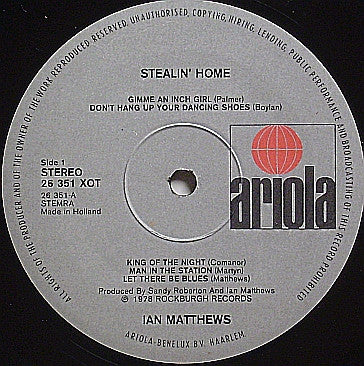 ALL RIGHTS OF THE PRODUCER AND OF THE OWNER OF THE WORK REPRODUCED, RESERVED, UNAUTHORISED, COPYING, HIRING, LENDING, PUBLIC PERFORMANCE AND BROADCASTING OF THIS RECORD PROHIBITED
STEALIN' HOME
GIMME AN INCH GIRL (Palmer)
DON'T HANG UP YOUR DANCING SHOES (Boylan)
Side 1
STEREO
26 351 XOT
26 351-A
STEMRA
Made in Holland
ariola
KING OF THE NIGHT (Comanor)
MAN IN THE STATION (Martyn)
LET THERE BE BLUES (Matthews)
Produced By Sandy Roberton And Ian Matthews
℗ 1978 ROCKBURGH RECORDS
IAN MATTHEWS
ARIOLA-BENELUX B.V. HAARLEM